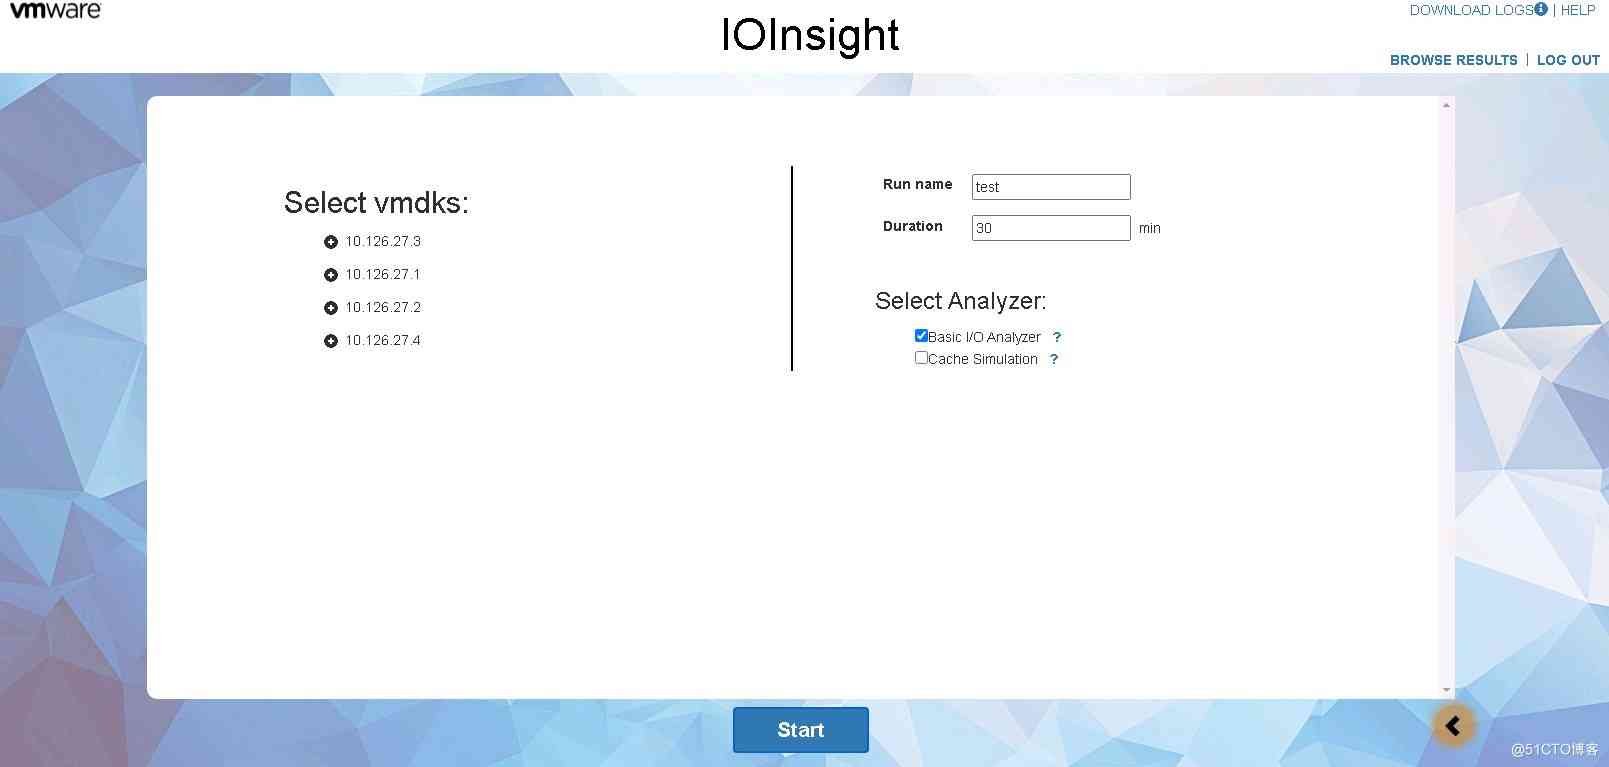 vmware
IOInsight
DOWNLOAD LOGS | HELP
BROWSE RESULTS | LOG OUT
Select vmdks:
10.126.27.3
10.126.27.1
10.126.27.2
10.126.27.4
Run name test
Duration 30 min
Select Analyzer:
Basic I/O Analyzer ?
Cache Simulation ?
Start
@51CTO博客